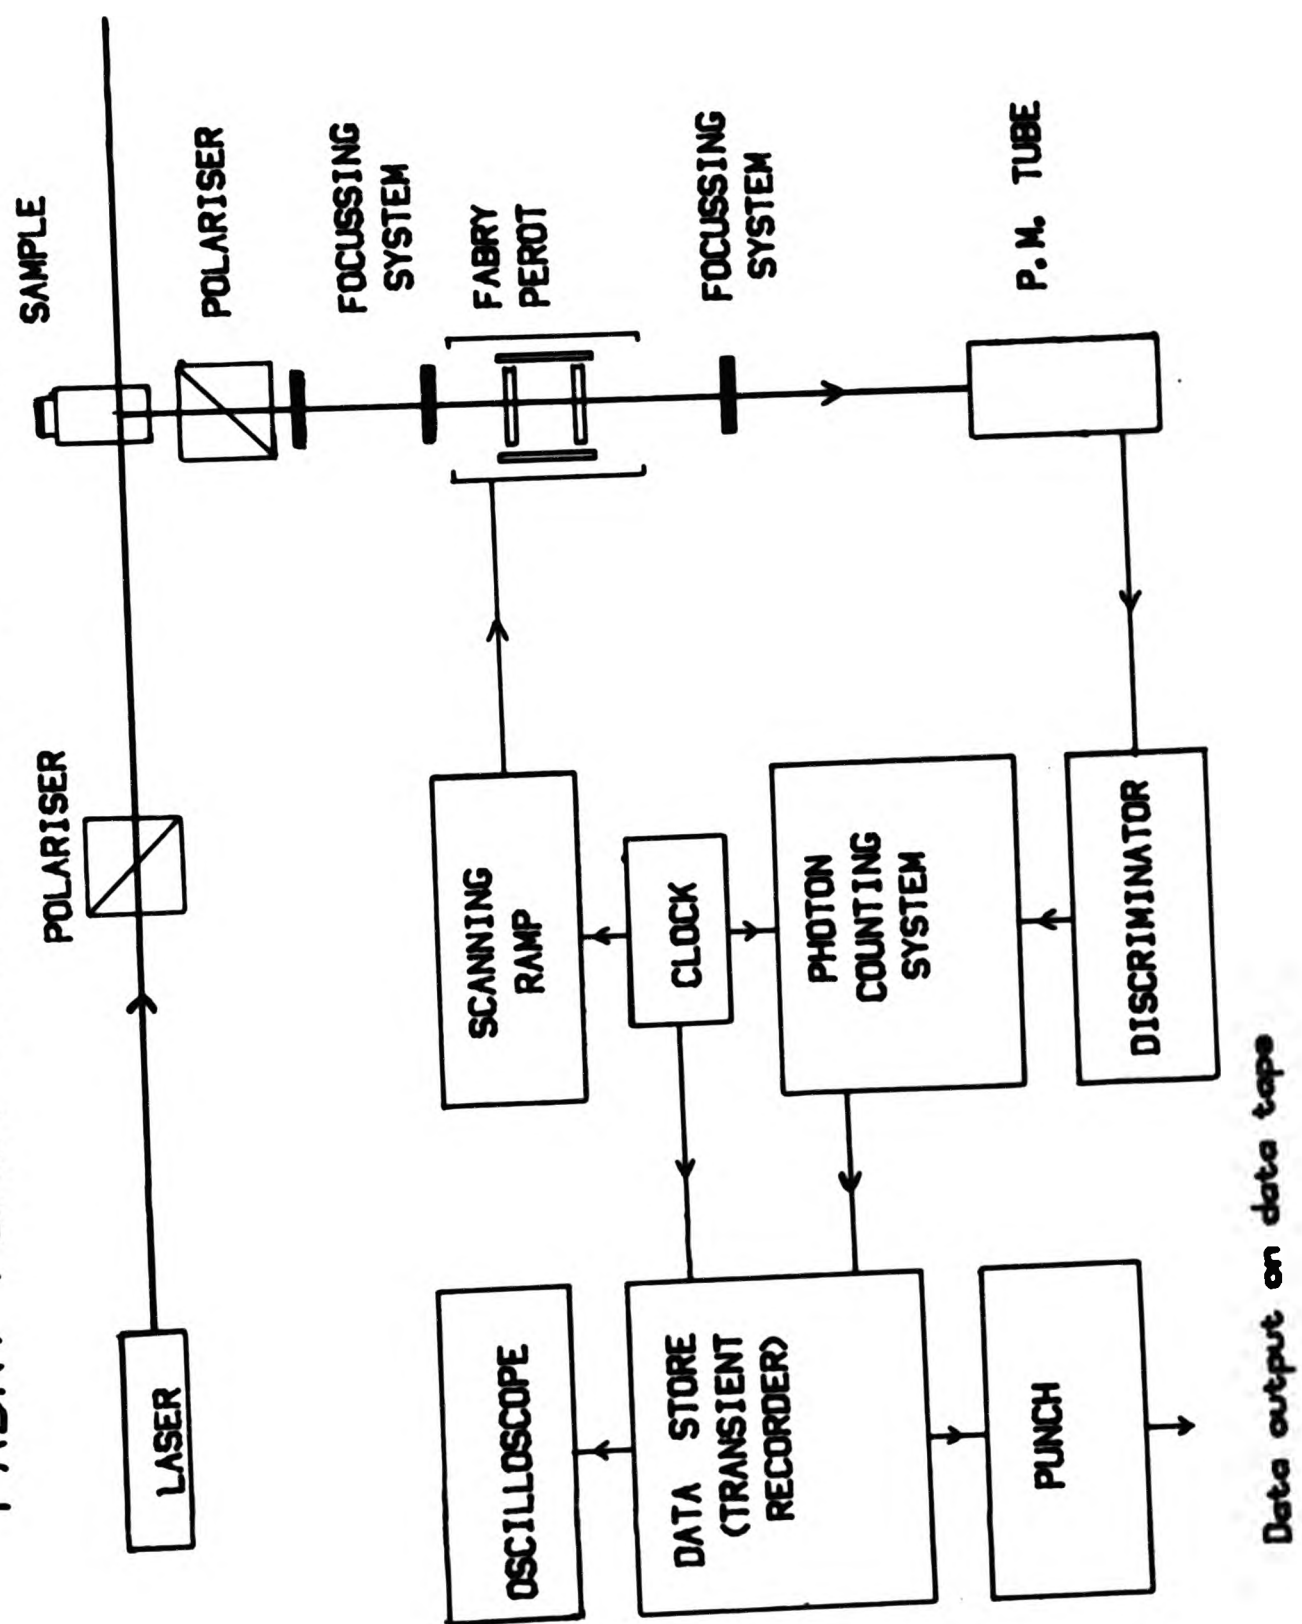 SAMPLE
POLARISER
POLARISER
LASER
FOCUSSING
SYSTEM
FABRY
PEROT
FOCUSSING
SYSTEM
P.M. TUBE
SCANNING
RAMP
CLOCK
PHOTON
COUNTING
SYSTEM
DISCRIMINATOR
OSCILLOSCOPE
DATA STORE
(TRANSIENT
RECORDER)
PUNCH
Data output on data tape